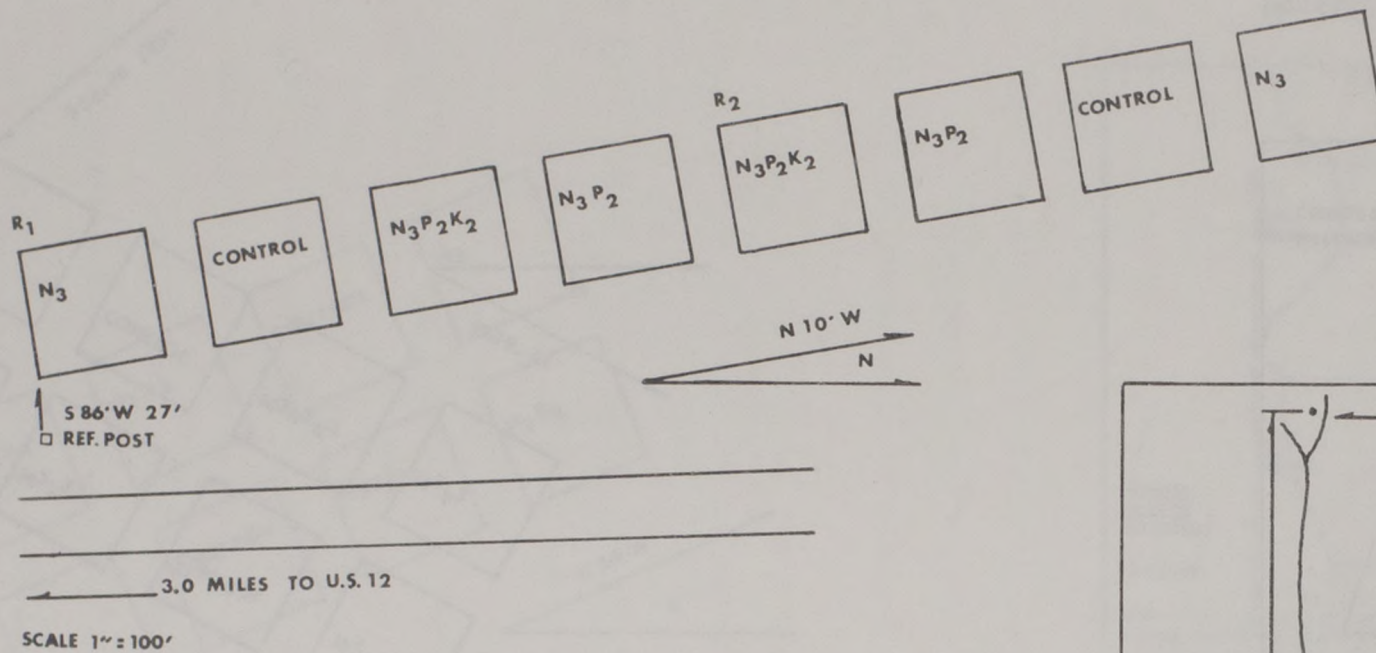 R1
N3
CONTROL
N3P2K2
N3P2
R2
N3P2K2
N3P2
CONTROL
N3
N 10° W
N
S 86° W 27'
REF. POST
3.0 MILES TO U.S. 12
SCALE 1" = 100'